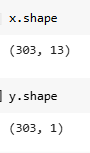 x.shape
(303, 13)
y.shape
(303, 1)